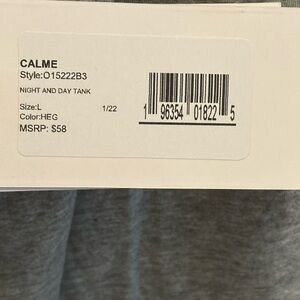 CALME
Style:O15222B3
NIGHT AND DAY TANK
Size:L 1/22
Color:HEG
MSRP: $58
1 96354 01822 5